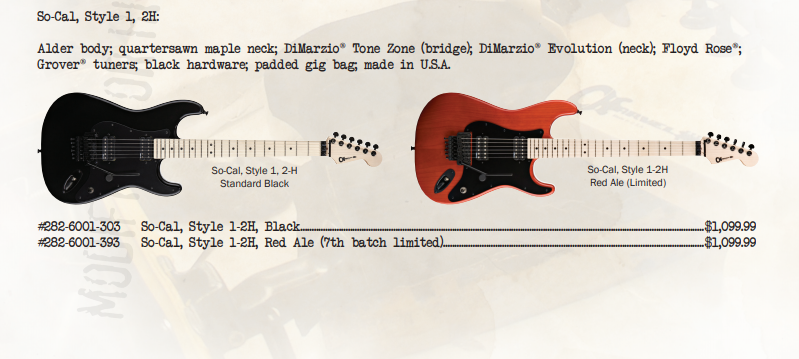 So-Cal, Style 1, 2H:
Alder body; quartersawn maple neck; DiMarzio® Tone Zone (bridge); DiMarzio® Evolution (neck); Floyd Rose®;
Grover® tuners; black hardware; padded gig bag; made in U.S.A.
So-Cal, Style 1, 2-H
Standard Black
So-Cal, Style 1-2H
Red Ale (Limited)
#282-6001-303 So-Cal, Style 1-2H, Black $1,099.99
#282-6001-393 So-Cal, Style 1-2H, Red Ale (7th batch limited) $1,099.99